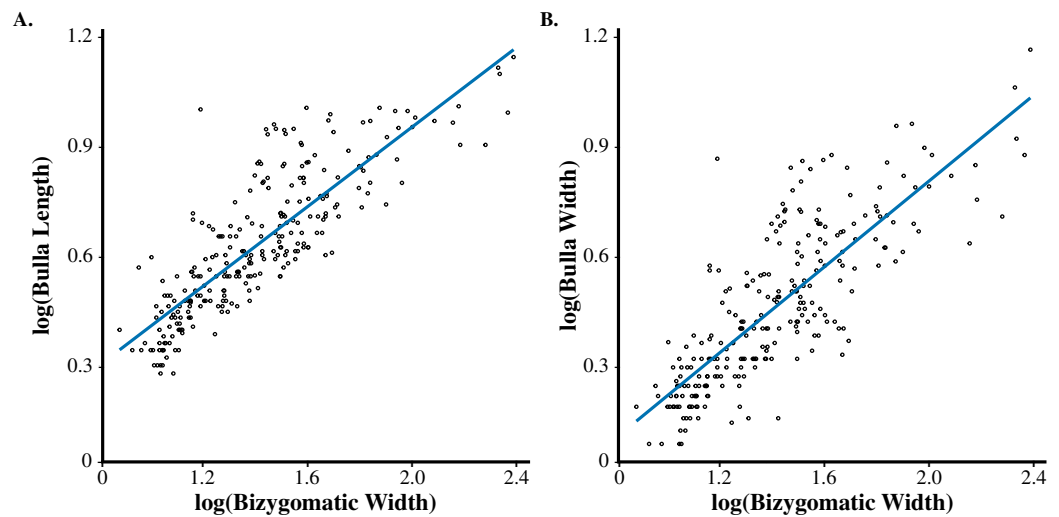 A.
1.2
0.9
0.6
0.3
0
log(Bulla Length)
0 1.2 1.6 2.0 2.4
log(Bizygomatic Width)
B.
1.2
0.9
0.6
0.3
0
log(Bulla Width)
0 1.2 1.6 2.0 2.4
log(Bizygomatic Width)